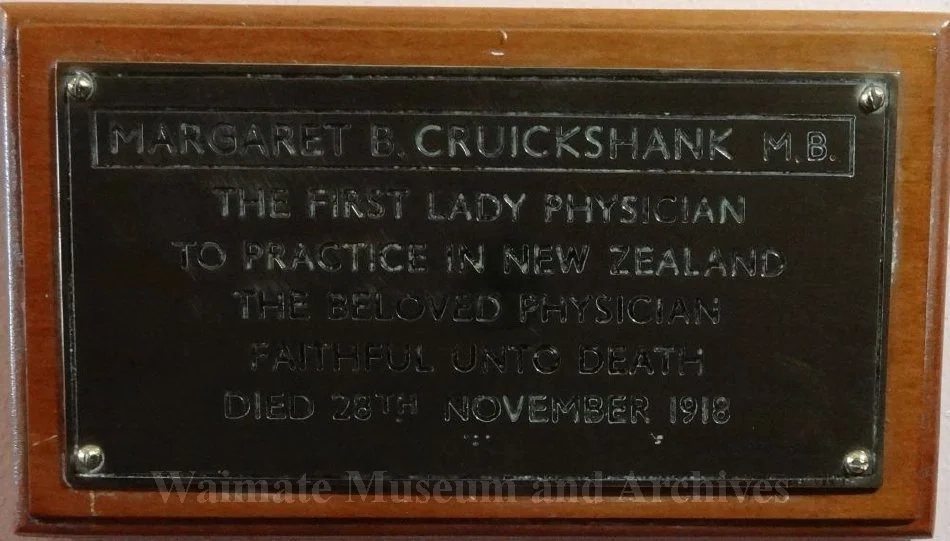 MARGARET B. CRUICKSHANK M.B.
THE FIRST LADY PHYSICIAN
TO PRACTICE IN NEW ZEALAND
THE BELOVED PHYSICIAN
FAITHFUL UNTO DEATH
DIED 28TH NOVEMBER 1918
Waimate Museum and Archives